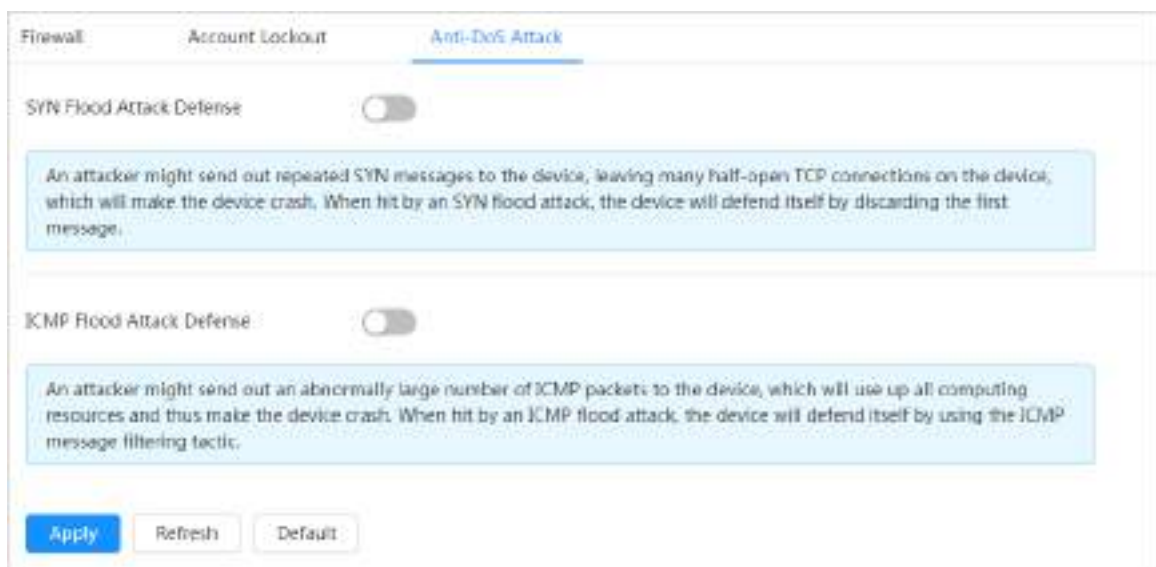 Firewall Account Lockout Anti-DoS Attack
SYN Flood Attack Defense
An attacker might send out repeated SYN messages to the device, leaving many half-open TCP connections on the device,
which will make the device crash. When hit by an SYN flood attack, the device will defend itself by discarding the first
message.
ICMP Flood Attack Defense
An attacker might send out an abnormally large number of ICMP packets to the device, which will use up all computing
resources and thus make the device crash. When hit by an ICMP flood attack, the device will defend itself by using the ICMP
message filtering tactic.
Apply Refresh Default